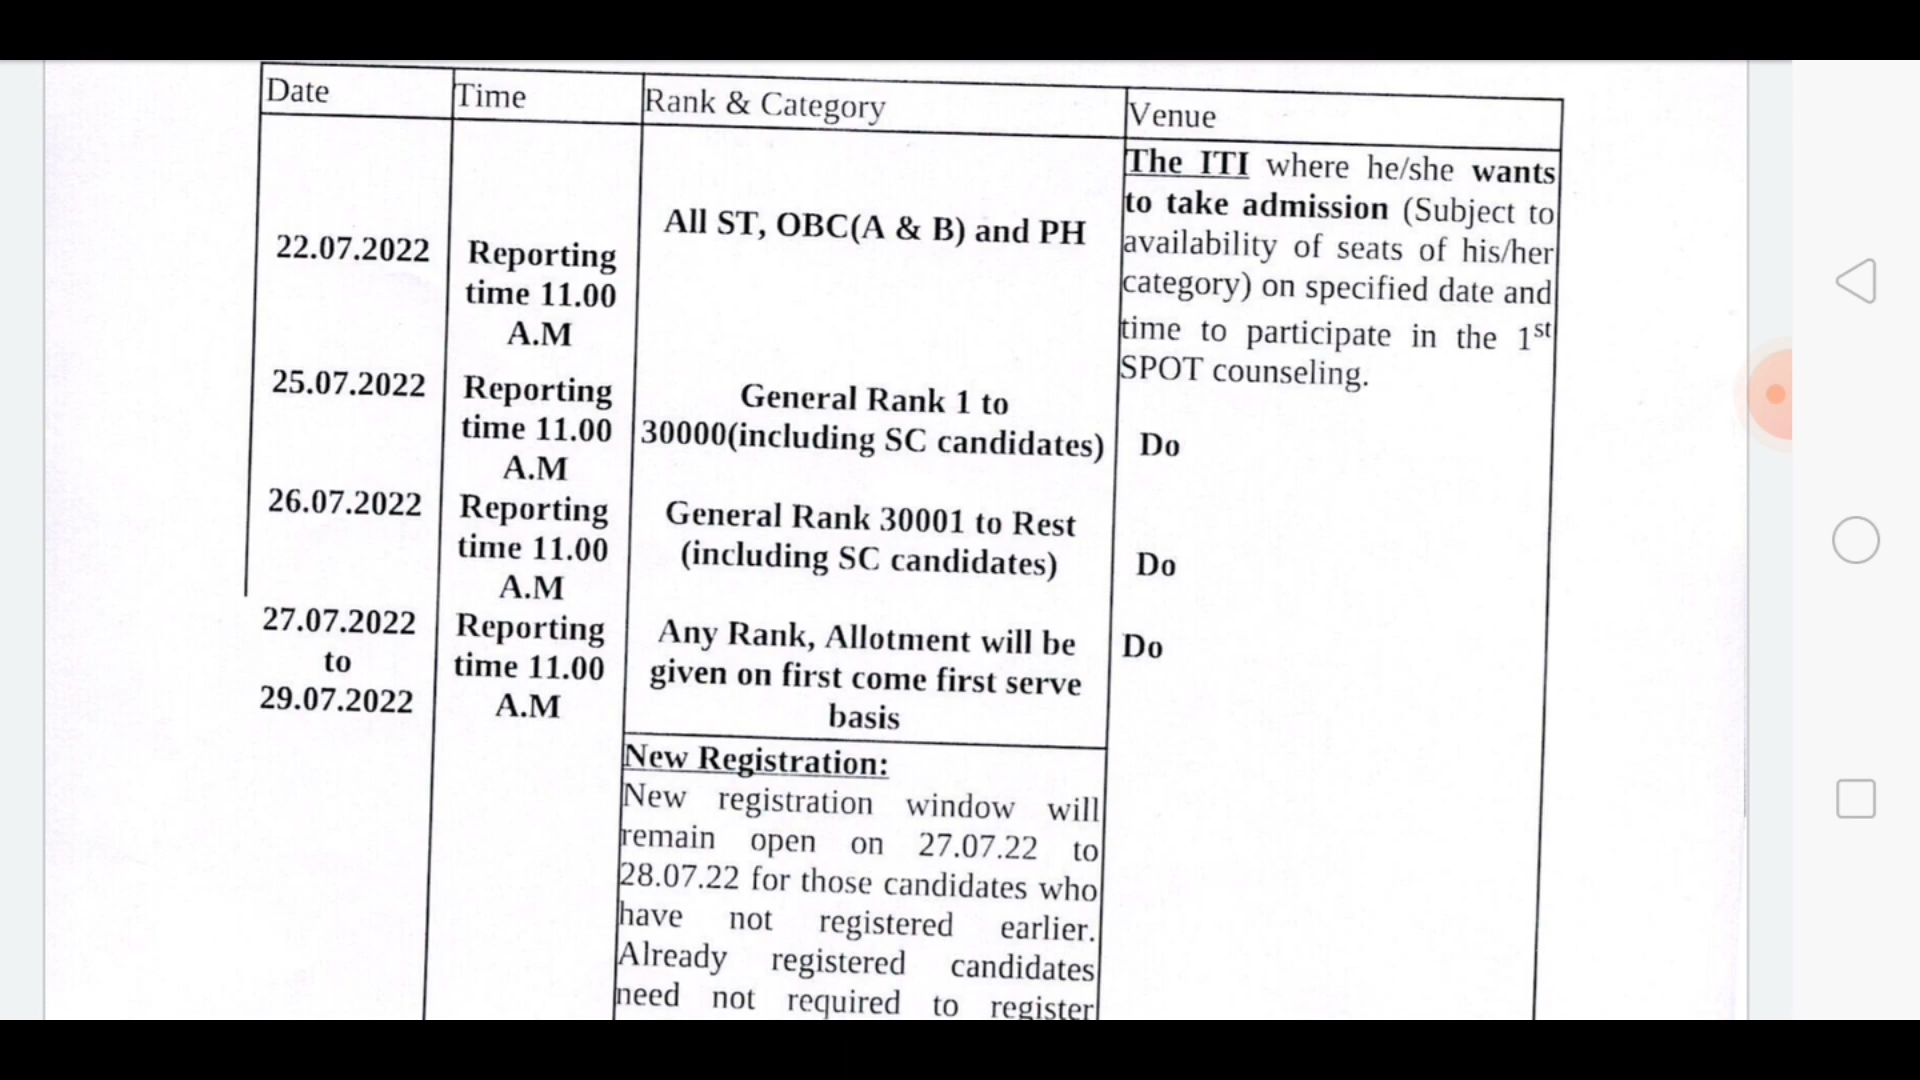 Date Time Rank & Category Venue
The ITI where he/she wants
to take admission (Subject to
availability of seats of his/her
category) on specified date and
time to participate in the 1st
SPOT counseling.
22.07.2022
Reporting
time 11.00
A.M
All ST, OBC(A & B) and PH
25.07.2022
Reporting
time 11.00
A.M
General Rank 1 to
30000(including SC candidates)
Do
26.07.2022
Reporting
time 11.00
A.M
General Rank 30001 to Rest
(including SC candidates)
Do
27.07.2022
to
29.07.2022
Reporting
time 11.00
A.M
Any Rank, Allotment will be
given on first come first serve
basis
Do
New Registration:
New registration window will
remain open on 27.07.22 to
28.07.22 for those candidates who
have not registered earlier.
Already registered candidates
need not required to register